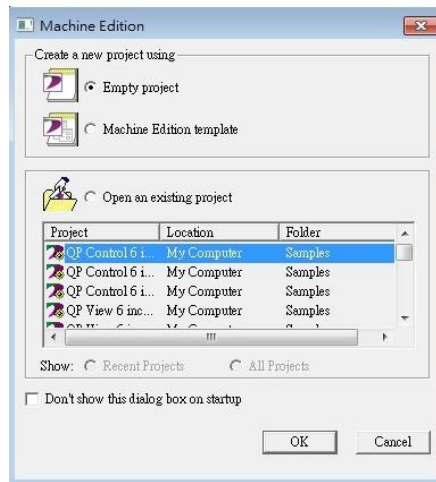 Machine Edition
Create a new project using
Empty project
Machine Edition template
Open an existing project
Project Location Folder
QP Control 6 i... My Computer Samples
QP Control 6 i... My Computer Samples
QP Control 6 i... My Computer Samples
QP View 6 inc... My Computer Samples
Show: Recent Projects All Projects
Don't show this dialog box on startup
OK Cancel